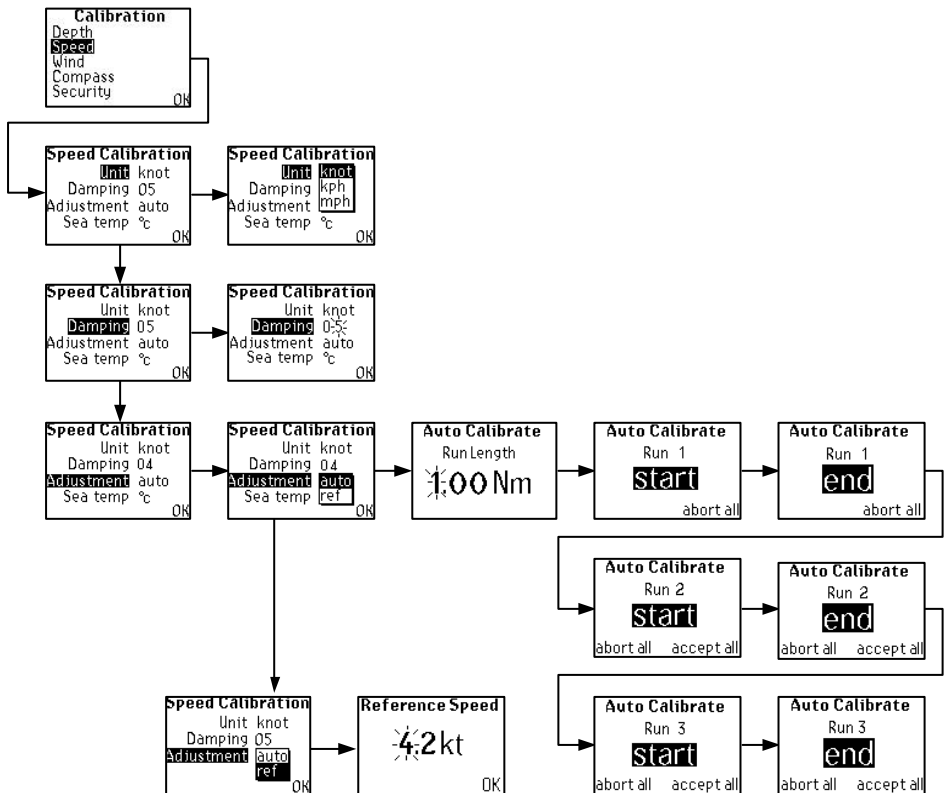 Calibration
Depth
Speed
Wind
Compass
Security
OK
Speed Calibration
Unit knot
Damping 05
Adjustment auto
Sea temp °c
OK
Speed Calibration
Unit knot
Damping kph
Adjustment mph
Sea temp °c
OK
Speed Calibration
Unit knot
Damping 05
Adjustment auto
Sea temp °c
OK
Speed Calibration
Unit knot
Damping 05
Adjustment auto
Sea temp °c
OK
Speed Calibration
Unit knot
Damping 04
Adjustment auto
Sea temp °c
OK
Speed Calibration
Unit knot
Damping 04
Adjustment auto
Sea temp ref
OK
Auto Calibrate
Run Length
1.00 Nm
Auto Calibrate
Run 1
start
abort all
Auto Calibrate
Run 1
end
abort all
Auto Calibrate
Run 2
start
abort all accept all
Auto Calibrate
Run 2
end
abort all accept all
Speed Calibration
Unit knot
Damping 05
Adjustment auto
ref
OK
Reference Speed
4.2 kt
OK
Auto Calibrate
Run 3
start
abort all accept all
Auto Calibrate
Run 3
end
abort all accept all